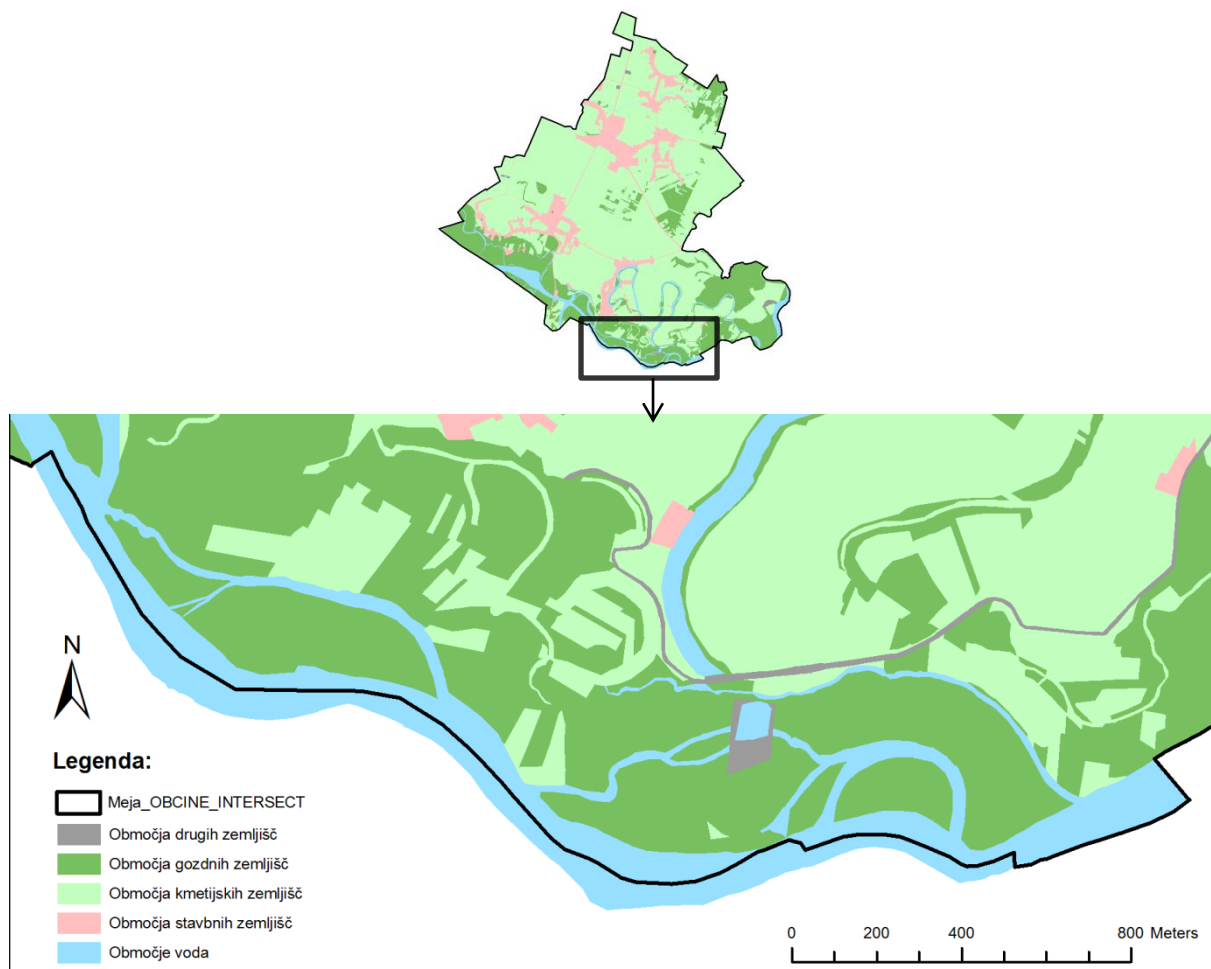 N
Legenda:
Meja_OBCINE_INTERSECT
Območja drugih zemljišč
Območja gozdnih zemljišč
Območja kmetijskih zemljišč
Območja stavbnih zemljišč
Območje voda
0 200 400 800 Meters